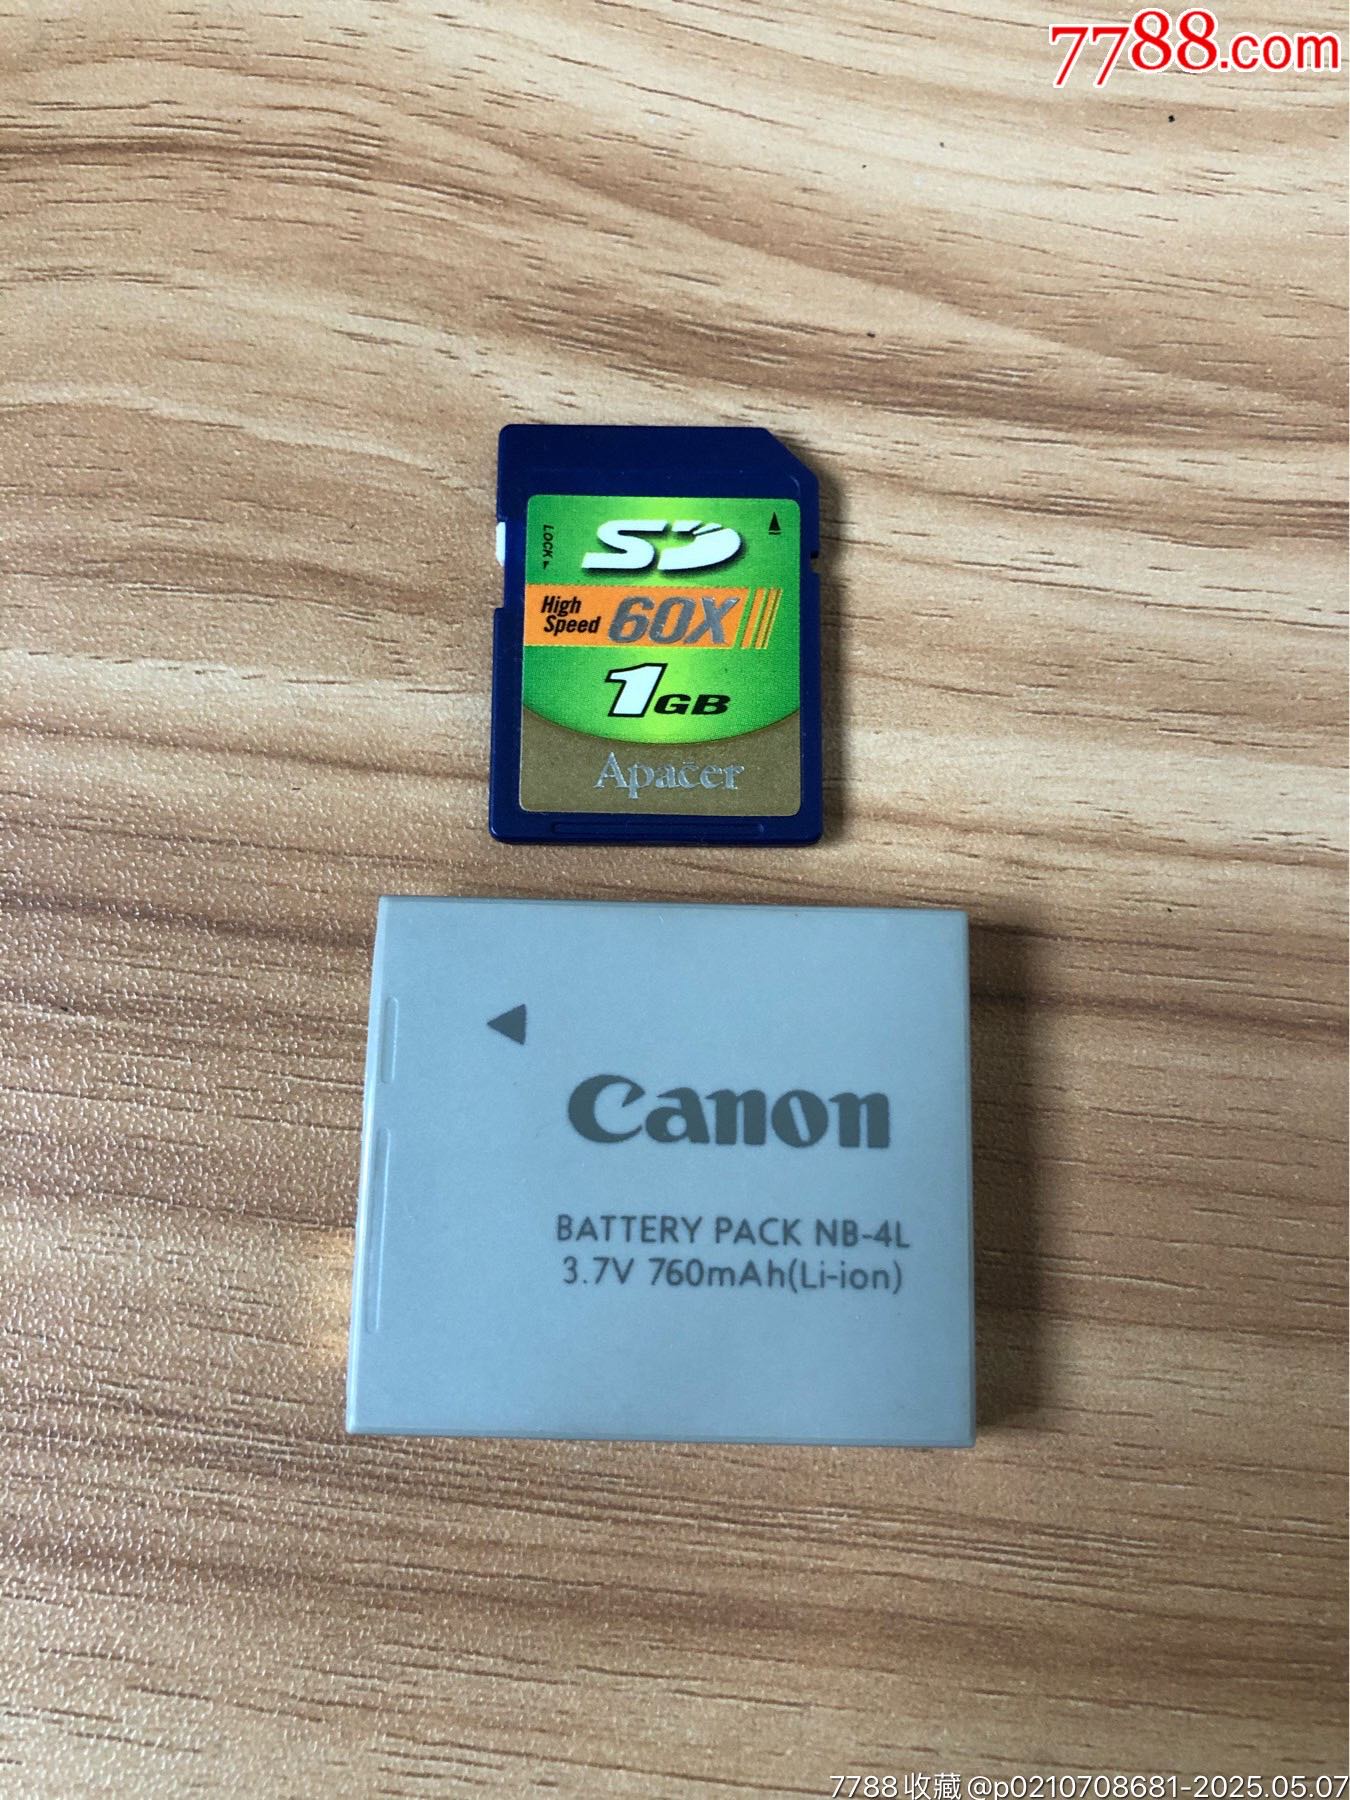 7788.com
LOCK
SD
High Speed 60X
1GB
Apacer
Canon
BATTERY PACK NB-4L
3.7V 760mAh(Li-ion)
7788收藏@p0210708681-2025.05.07